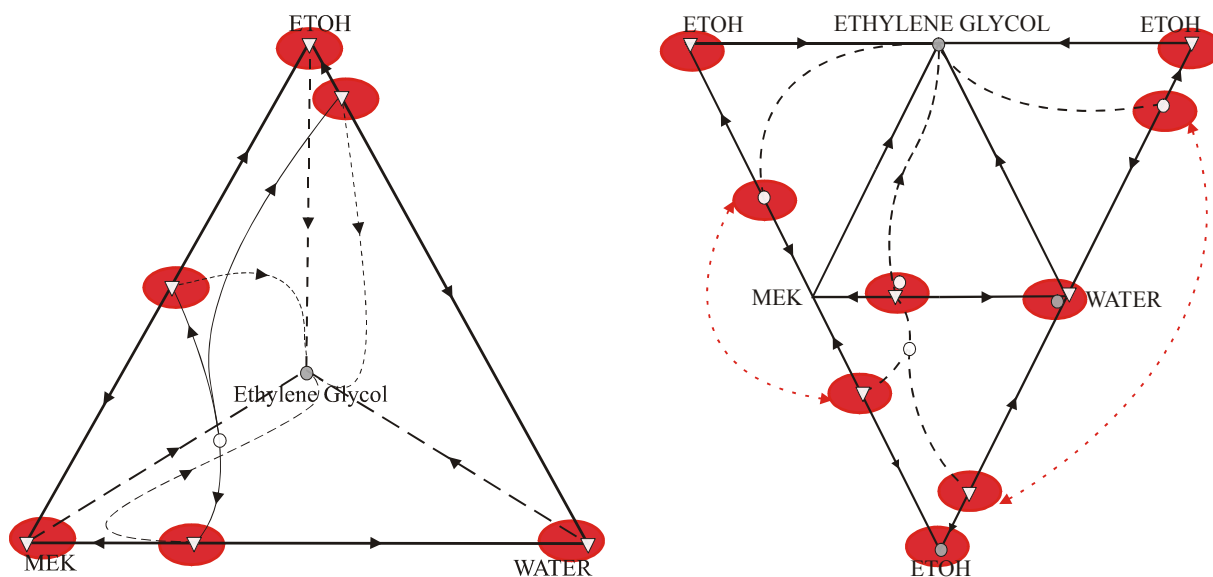 ETOH
Ethylene Glycol
MEK
WATER
ETOH
ETHYLENE GLYCOL
ETOH
MEK
WATER
ETOH